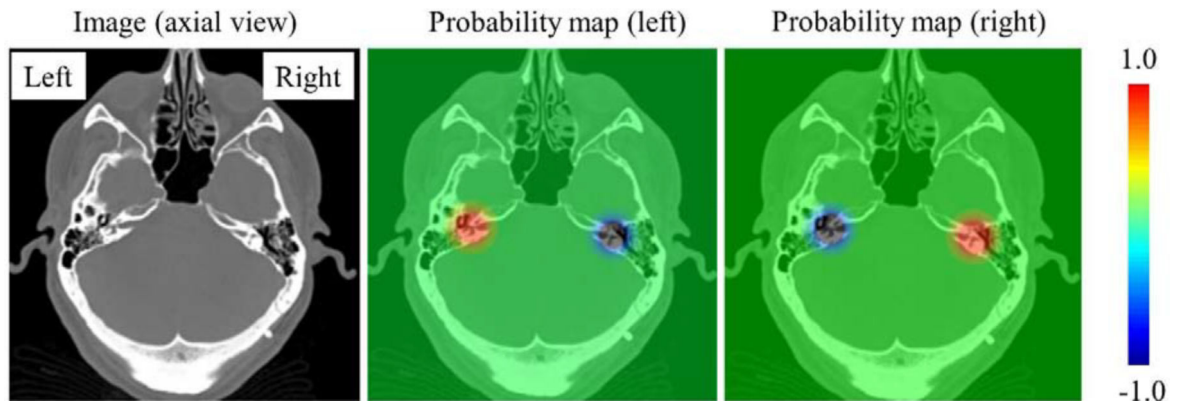 Image (axial view)
Probability map (left)
Probability map (right)
Left
Right
1.0
-1.0